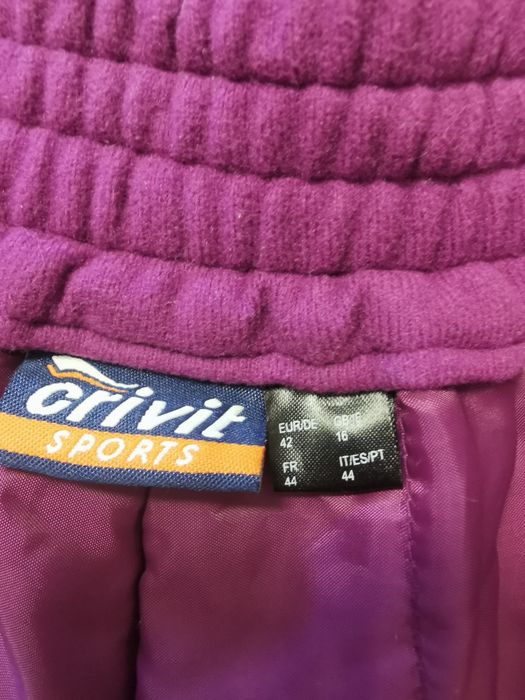 crivit
SPORTS
EUR/DE GB/IE
42 16
FR IT/ES/PT
44 44